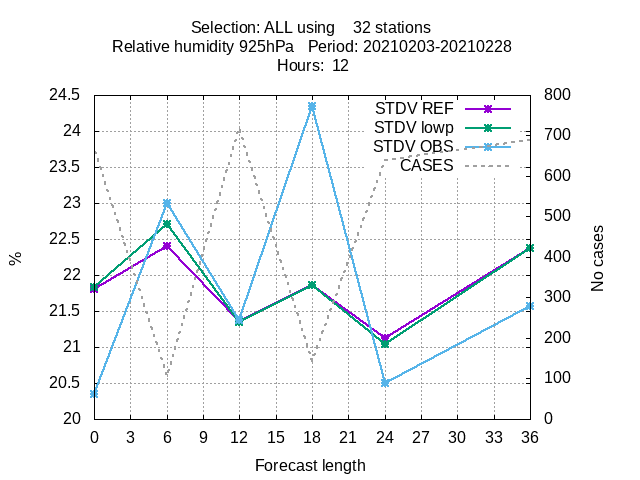 Selection: ALL using    32 stations
Relative humidity 925hPa   Period: 20210203-20210228
Hours:  12
STDV REF
STDV lowp
STDV OBS
CASES
24.5
24
23.5
23
22.5
22
21.5
21
20.5
20
%
800
700
600
500
400
300
200
100
0
No cases
0 3 6 9 12 15 18 21 24 27 30 33 36
Forecast length